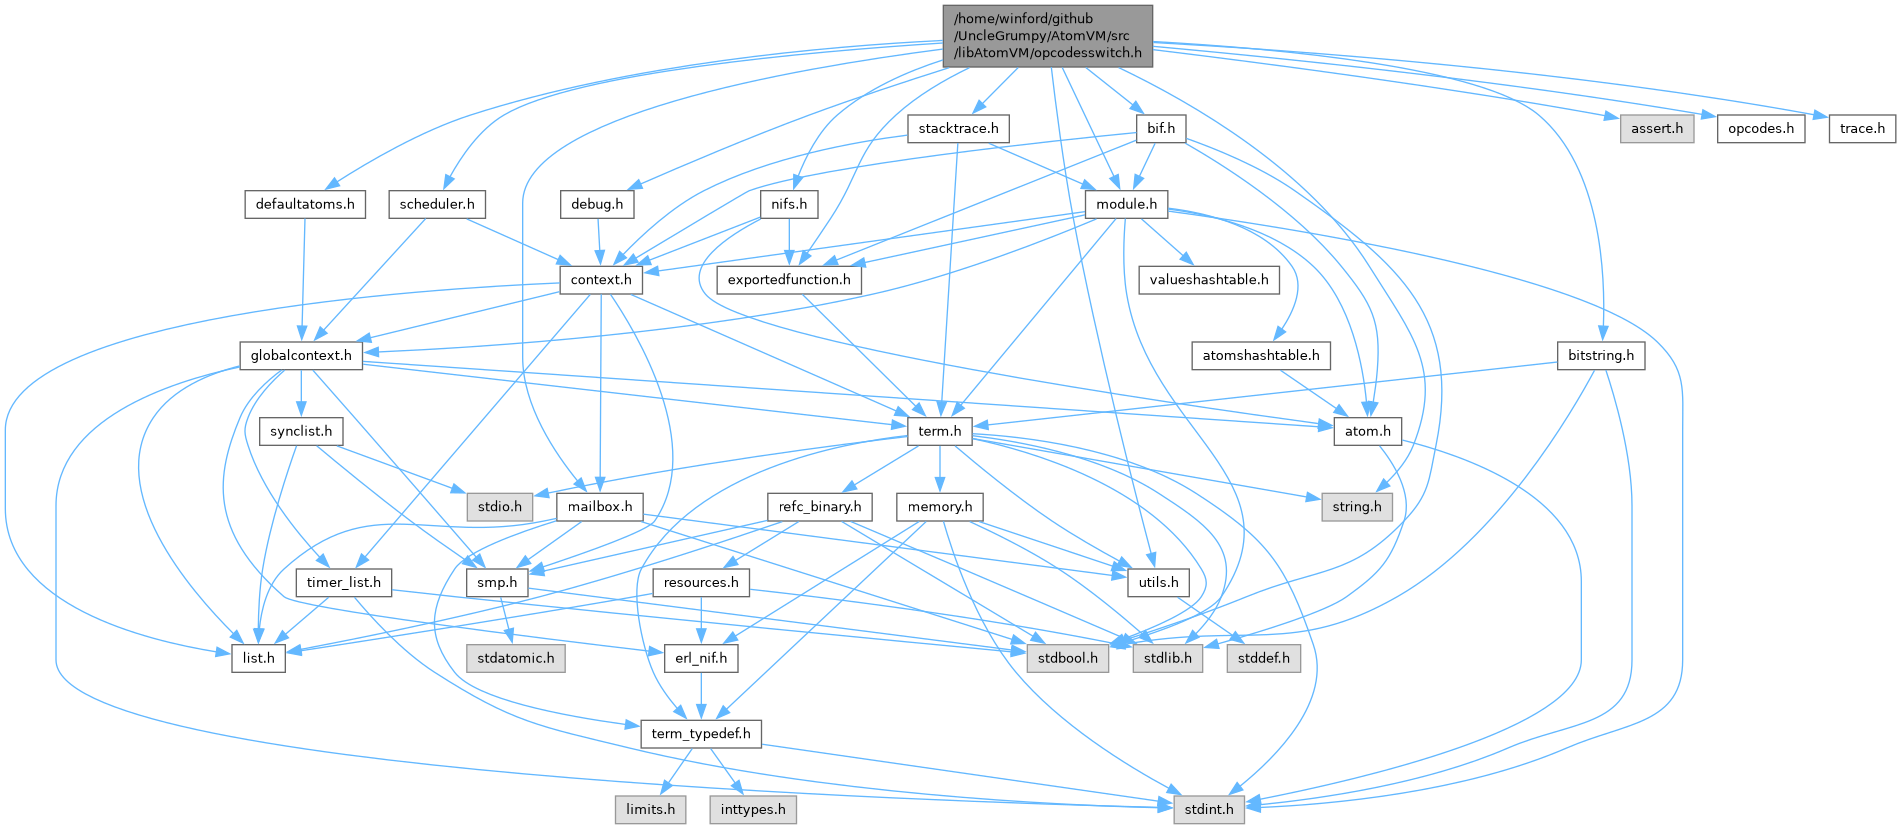 /home/winford/github
/UncleGrumpy/AtomVM/src
/libAtomVM/opcodesswitch.h
stacktrace.h
bif.h
assert.h
opcodes.h
trace.h
defaultatoms.h
scheduler.h
debug.h
nifs.h
module.h
context.h
exportedfunction.h
valueshashtable.h
globalcontext.h
atomshashtable.h
bitstring.h
synclist.h
term.h
atom.h
stdio.h
mailbox.h
refc_binary.h
memory.h
string.h
timer_list.h
smp.h
resources.h
utils.h
list.h
stdatomic.h
erl_nif.h
stdbool.h
stdlib.h
stddef.h
term_typedef.h
limits.h
inttypes.h
stdint.h